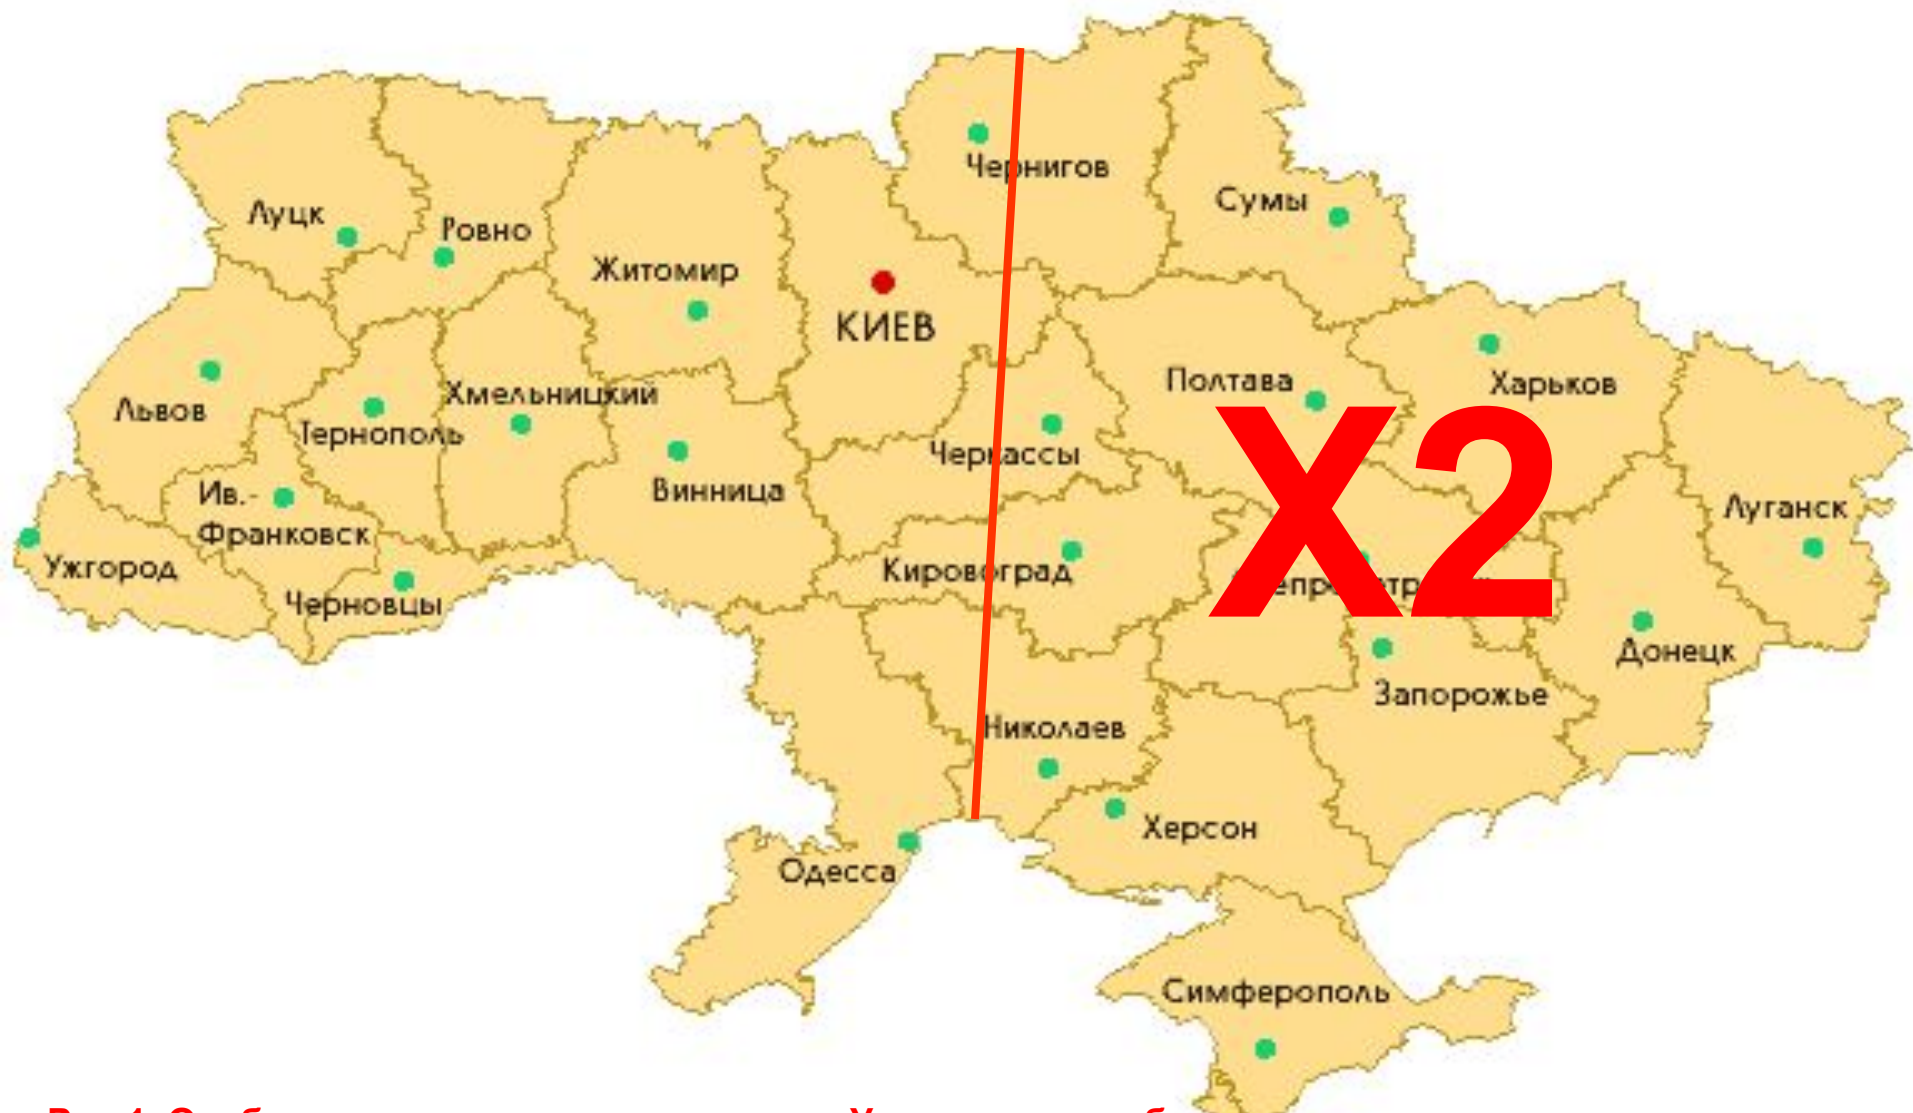 Чернигов
Сумы
Луцк
Ровно
Житомир
КИЕВ
Полтава
Харьков
Хмельницкий
Львов
Тернополь
Черкассы
X2
Винница
Ив.-
Франковск
Луганск
Ужгород
Кировоград
Черновцы
Донецк
Запорожье
Николаев
Херсон
Одесса
Симферополь